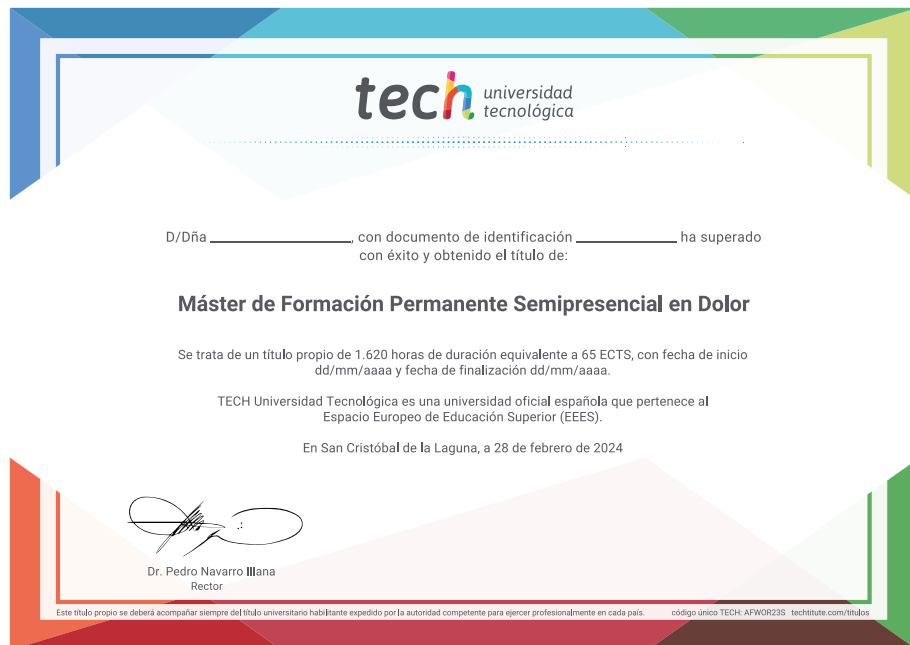 tech universidad
tecnológica
D/Dña ____________________, con documento de identificación ______________ ha superado
con éxito y obtenido el título de:
Máster de Formación Permanente Semipresencial en Dolor
Se trata de un título propio de 1.620 horas de duración equivalente a 65 ECTS, con fecha de inicio
dd/mm/aaaa y fecha de finalización dd/mm/aaaa.
TECH Universidad Tecnológica es una universidad oficial española que pertenece al
Espacio Europeo de Educación Superior (EEES).
En San Cristóbal de la Laguna, a 28 de febrero de 2024
Dr. Pedro Navarro Illana
Rector
Este título propio se deberá acompañar siempre del título universitario habilitante expedido por la autoridad competente para ejercer profesionalmente en cada país. código único TECH: AFWOR23S techtitute.com/titulos